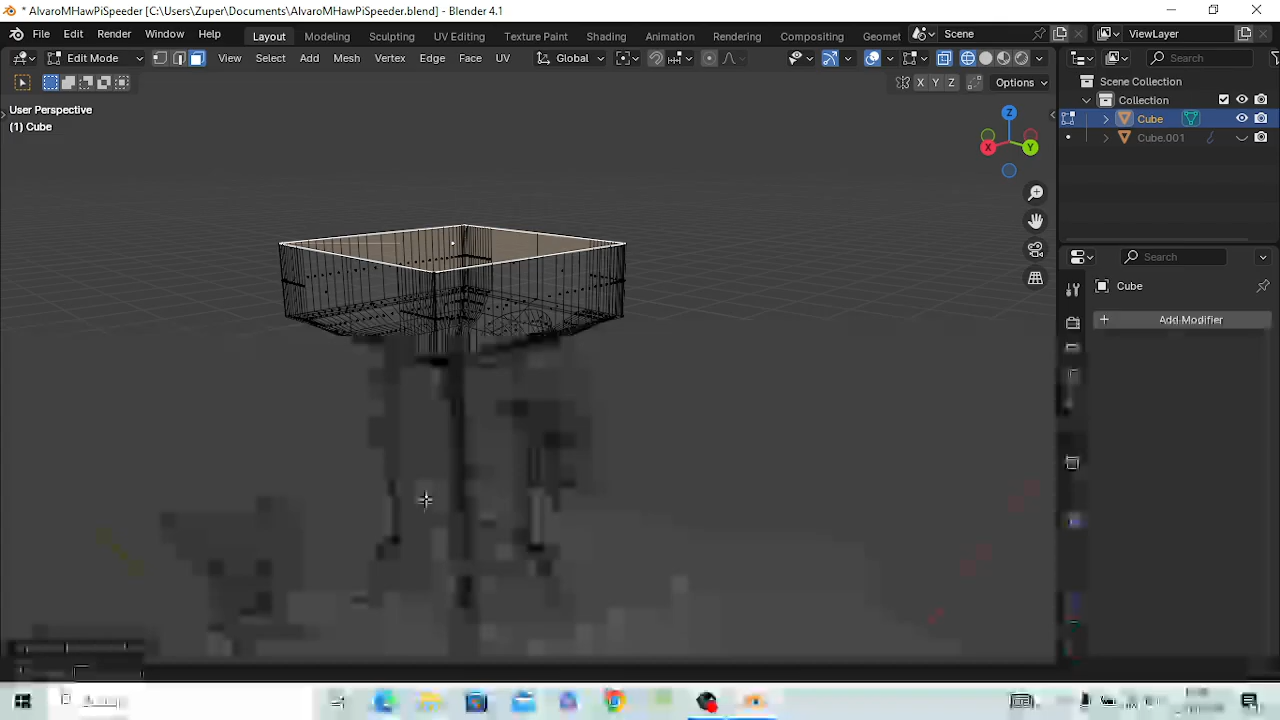 * AlvaroMHawPiSpeeder [C:\Users\Zuper\Documents\AlvaroMHawPiSpeeder.blend] - Blender 4.1
File Edit Render Window Help Layout Modeling Sculpting UV Editing Texture Paint Shading Animation Rendering Compositing Geomet Scene ViewLayer
Edit Mode View Select Add Mesh Vertex Edge Face UV Global Search
X Y Z Options
User Perspective
(1) Cube
Scene Collection
Collection
Cube
Cube.001
Z
X Y
Search
Cube
+ Add Modifier